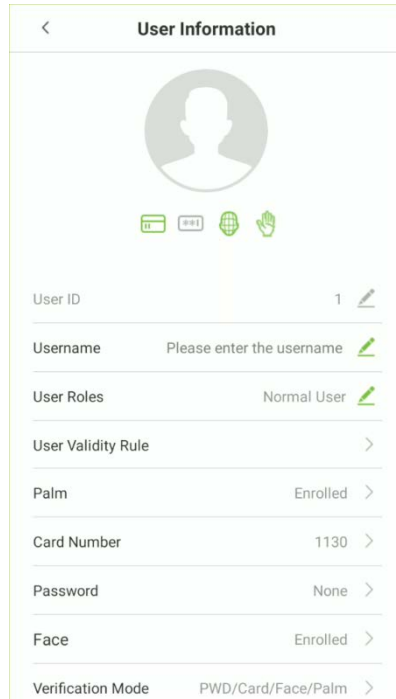 User Information
User ID 1
Username Please enter the username
User Roles Normal User
User Validity Rule
Palm Enrolled
Card Number 1130
Password None
Face Enrolled
Verification Mode PWD/Card/Face/Palm